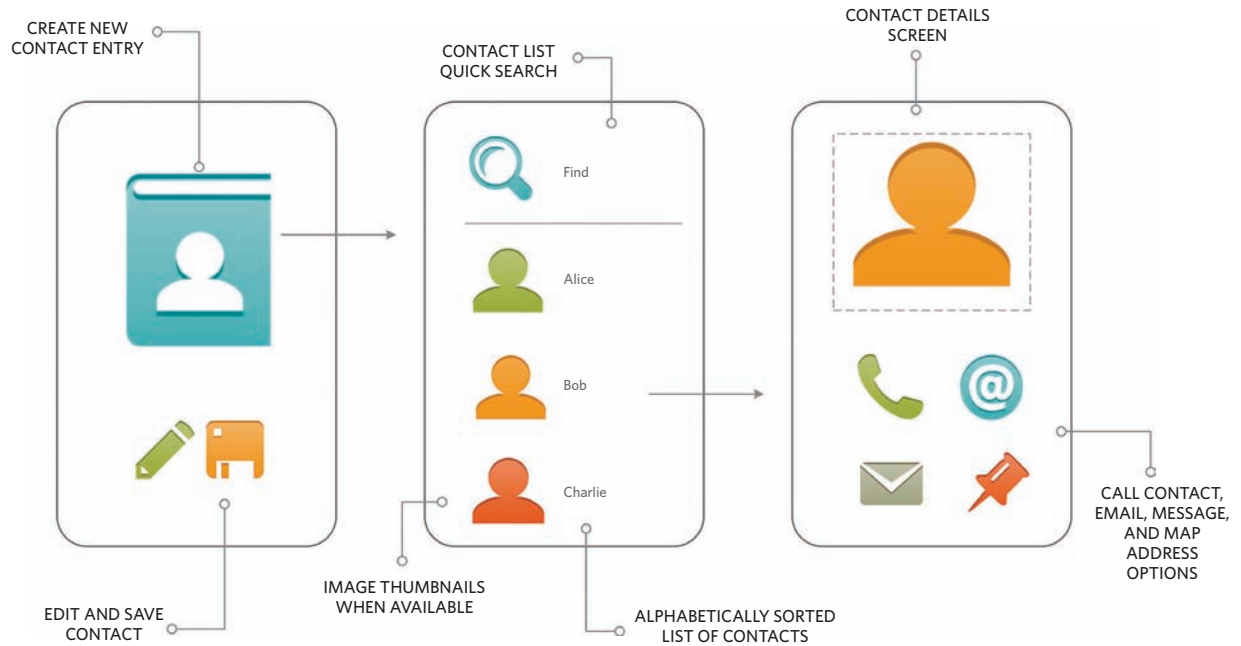 CREATE NEW
CONTACT ENTRY
CONTACT LIST
QUICK SEARCH
CONTACT DETAILS
SCREEN
Find
Alice
Bob
Charlie
@
EDIT AND SAVE
CONTACT
IMAGE THUMBNAILS
WHEN AVAILABLE
ALPHABETICALLY SORTED
LIST OF CONTACTS
CALL CONTACT,
EMAIL, MESSAGE,
AND MAP
ADDRESS
OPTIONS